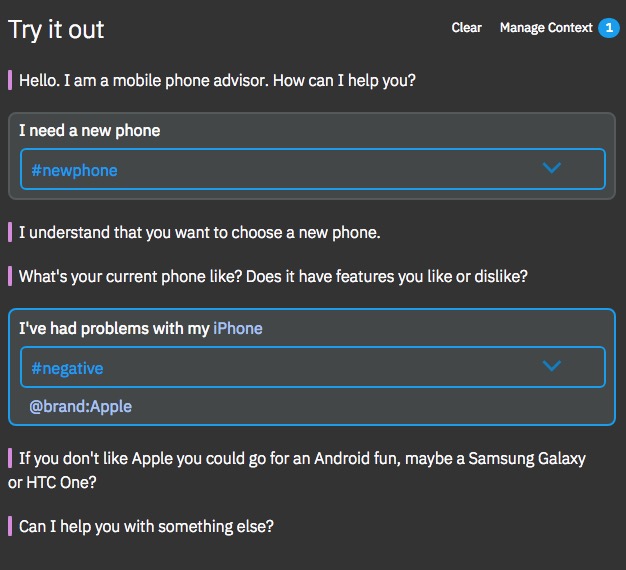 Try it out
Clear
Manage Context 1
Hello. I am a mobile phone advisor. How can I help you?
I need a new phone
#newphone
I understand that you want to choose a new phone.
What's your current phone like? Does it have features you like or dislike?
I've had problems with my iPhone
#negative
@brand:Apple
If you don't like Apple you could go for an Android fun, maybe a Samsung Galaxy
or HTC One?
Can I help you with something else?